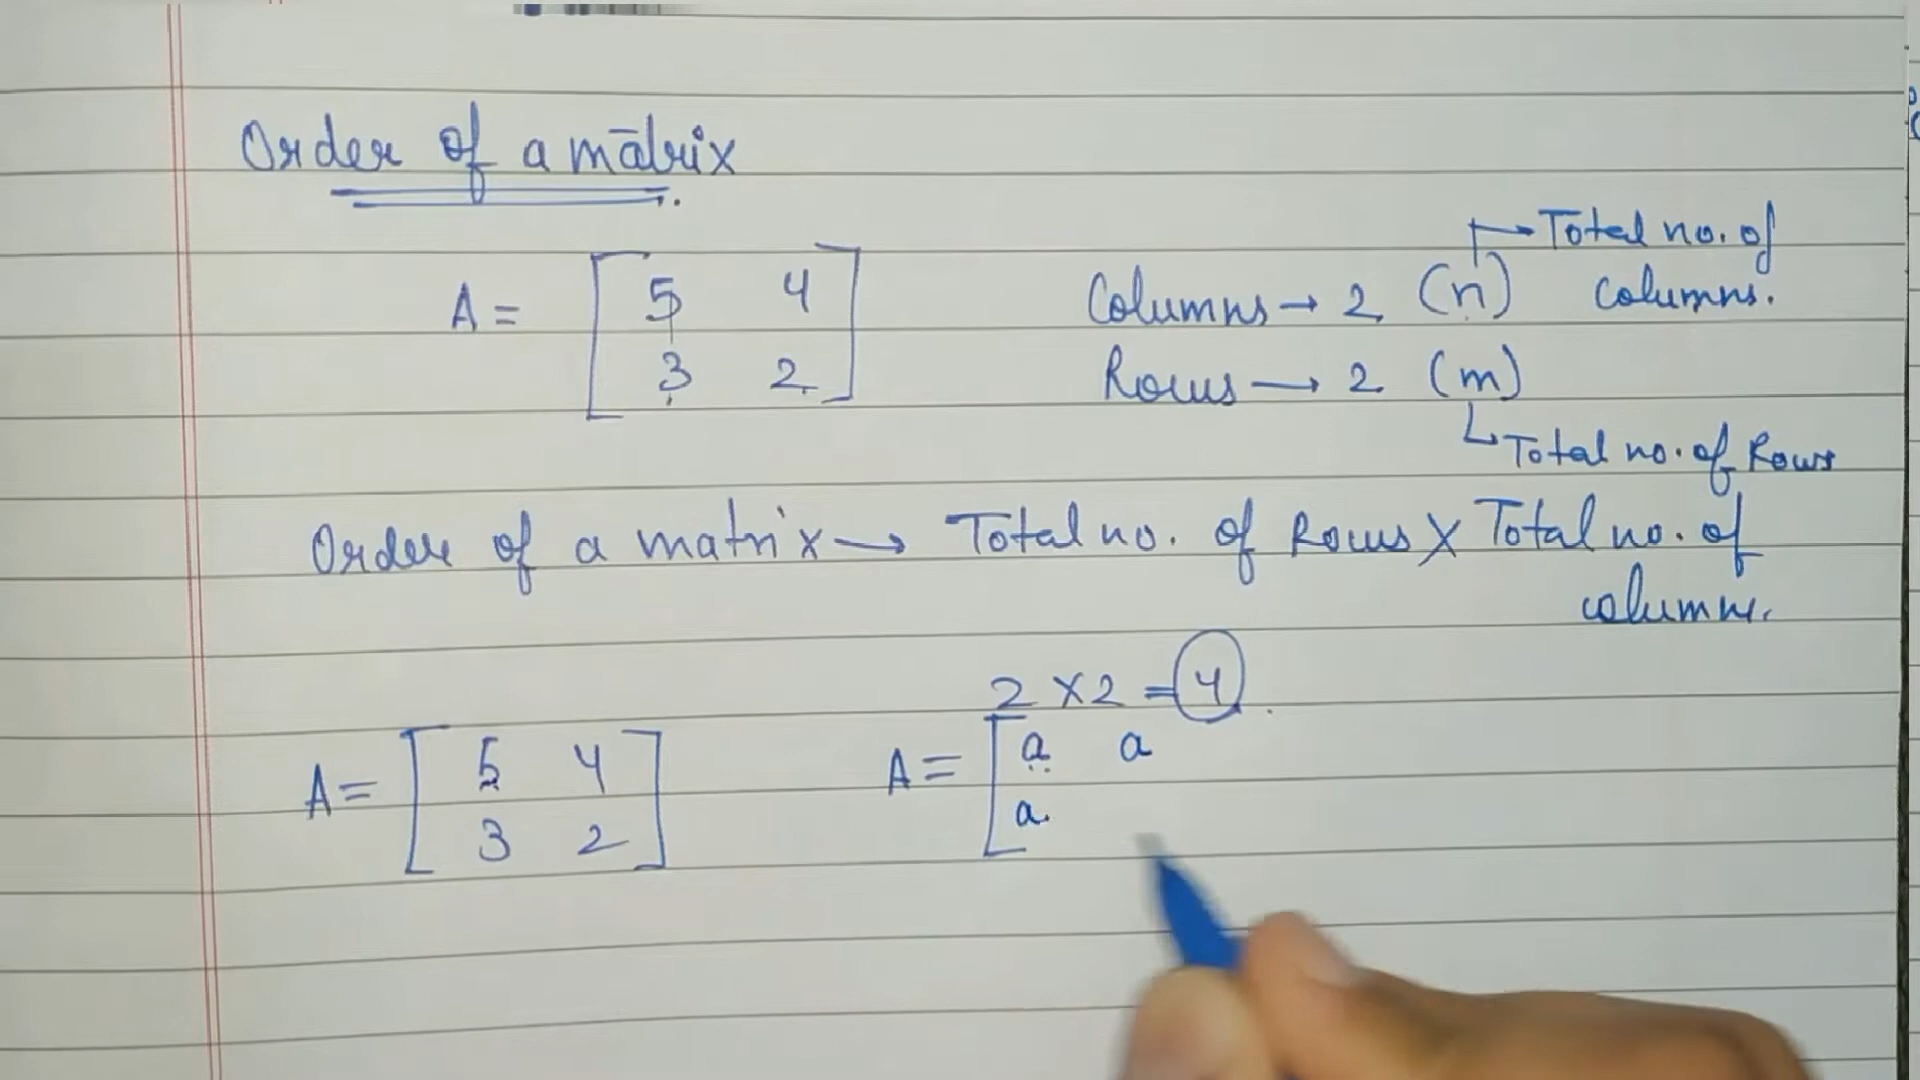 Order of a matrix
A = [ 5 4
3 2 ]
Columns → 2 (n) → Total no. of columns.
Rows → 2 (m)
Total no. of Rows
Order of a matrix → Total no. of Rows X Total no. of
columns.
2 X 2 = 4
A = [ 5 4
3 2 ]
A = [ a a
a